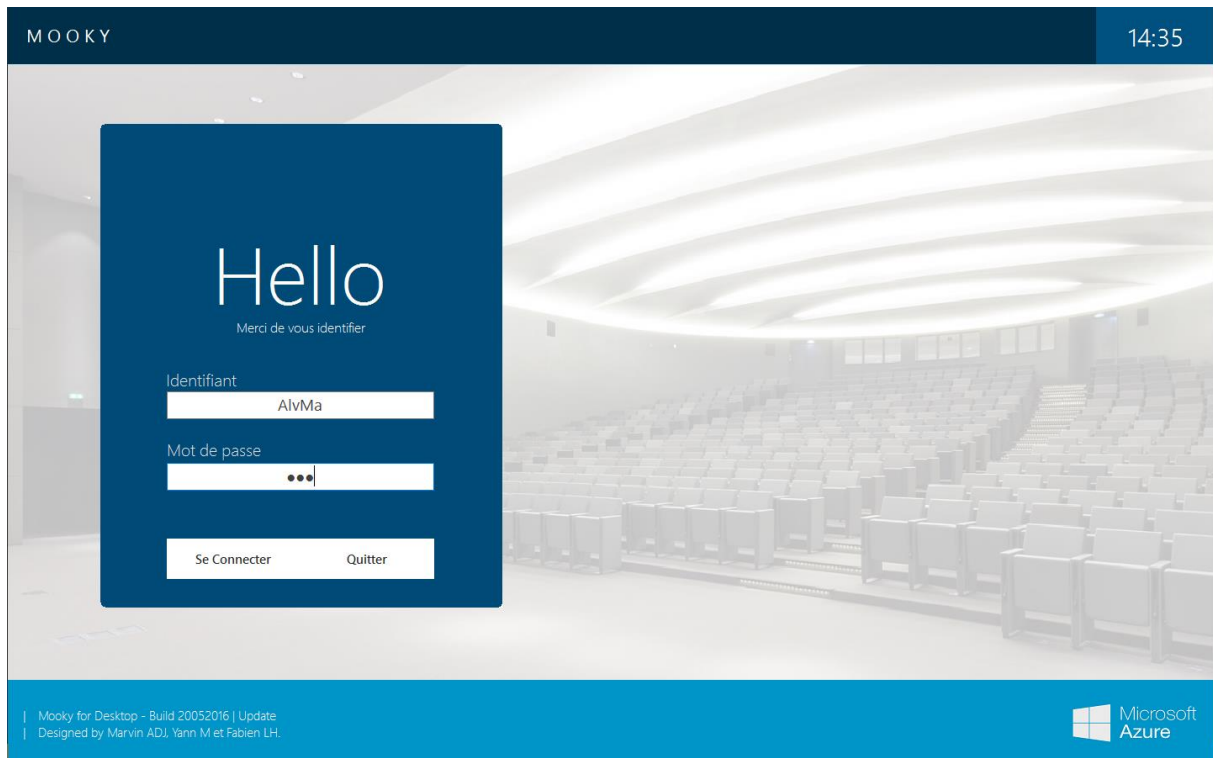 MOOKY
14:35
Hello
Merci de vous identifier
Identifiant
AlvMa
Mot de passe
•••
Se Connecter Quitter
| Mooky for Desktop - Build 20052016 | Update
| Designed by Marvin ADJ, Yann M et Fabien LH.
Microsoft
Azure